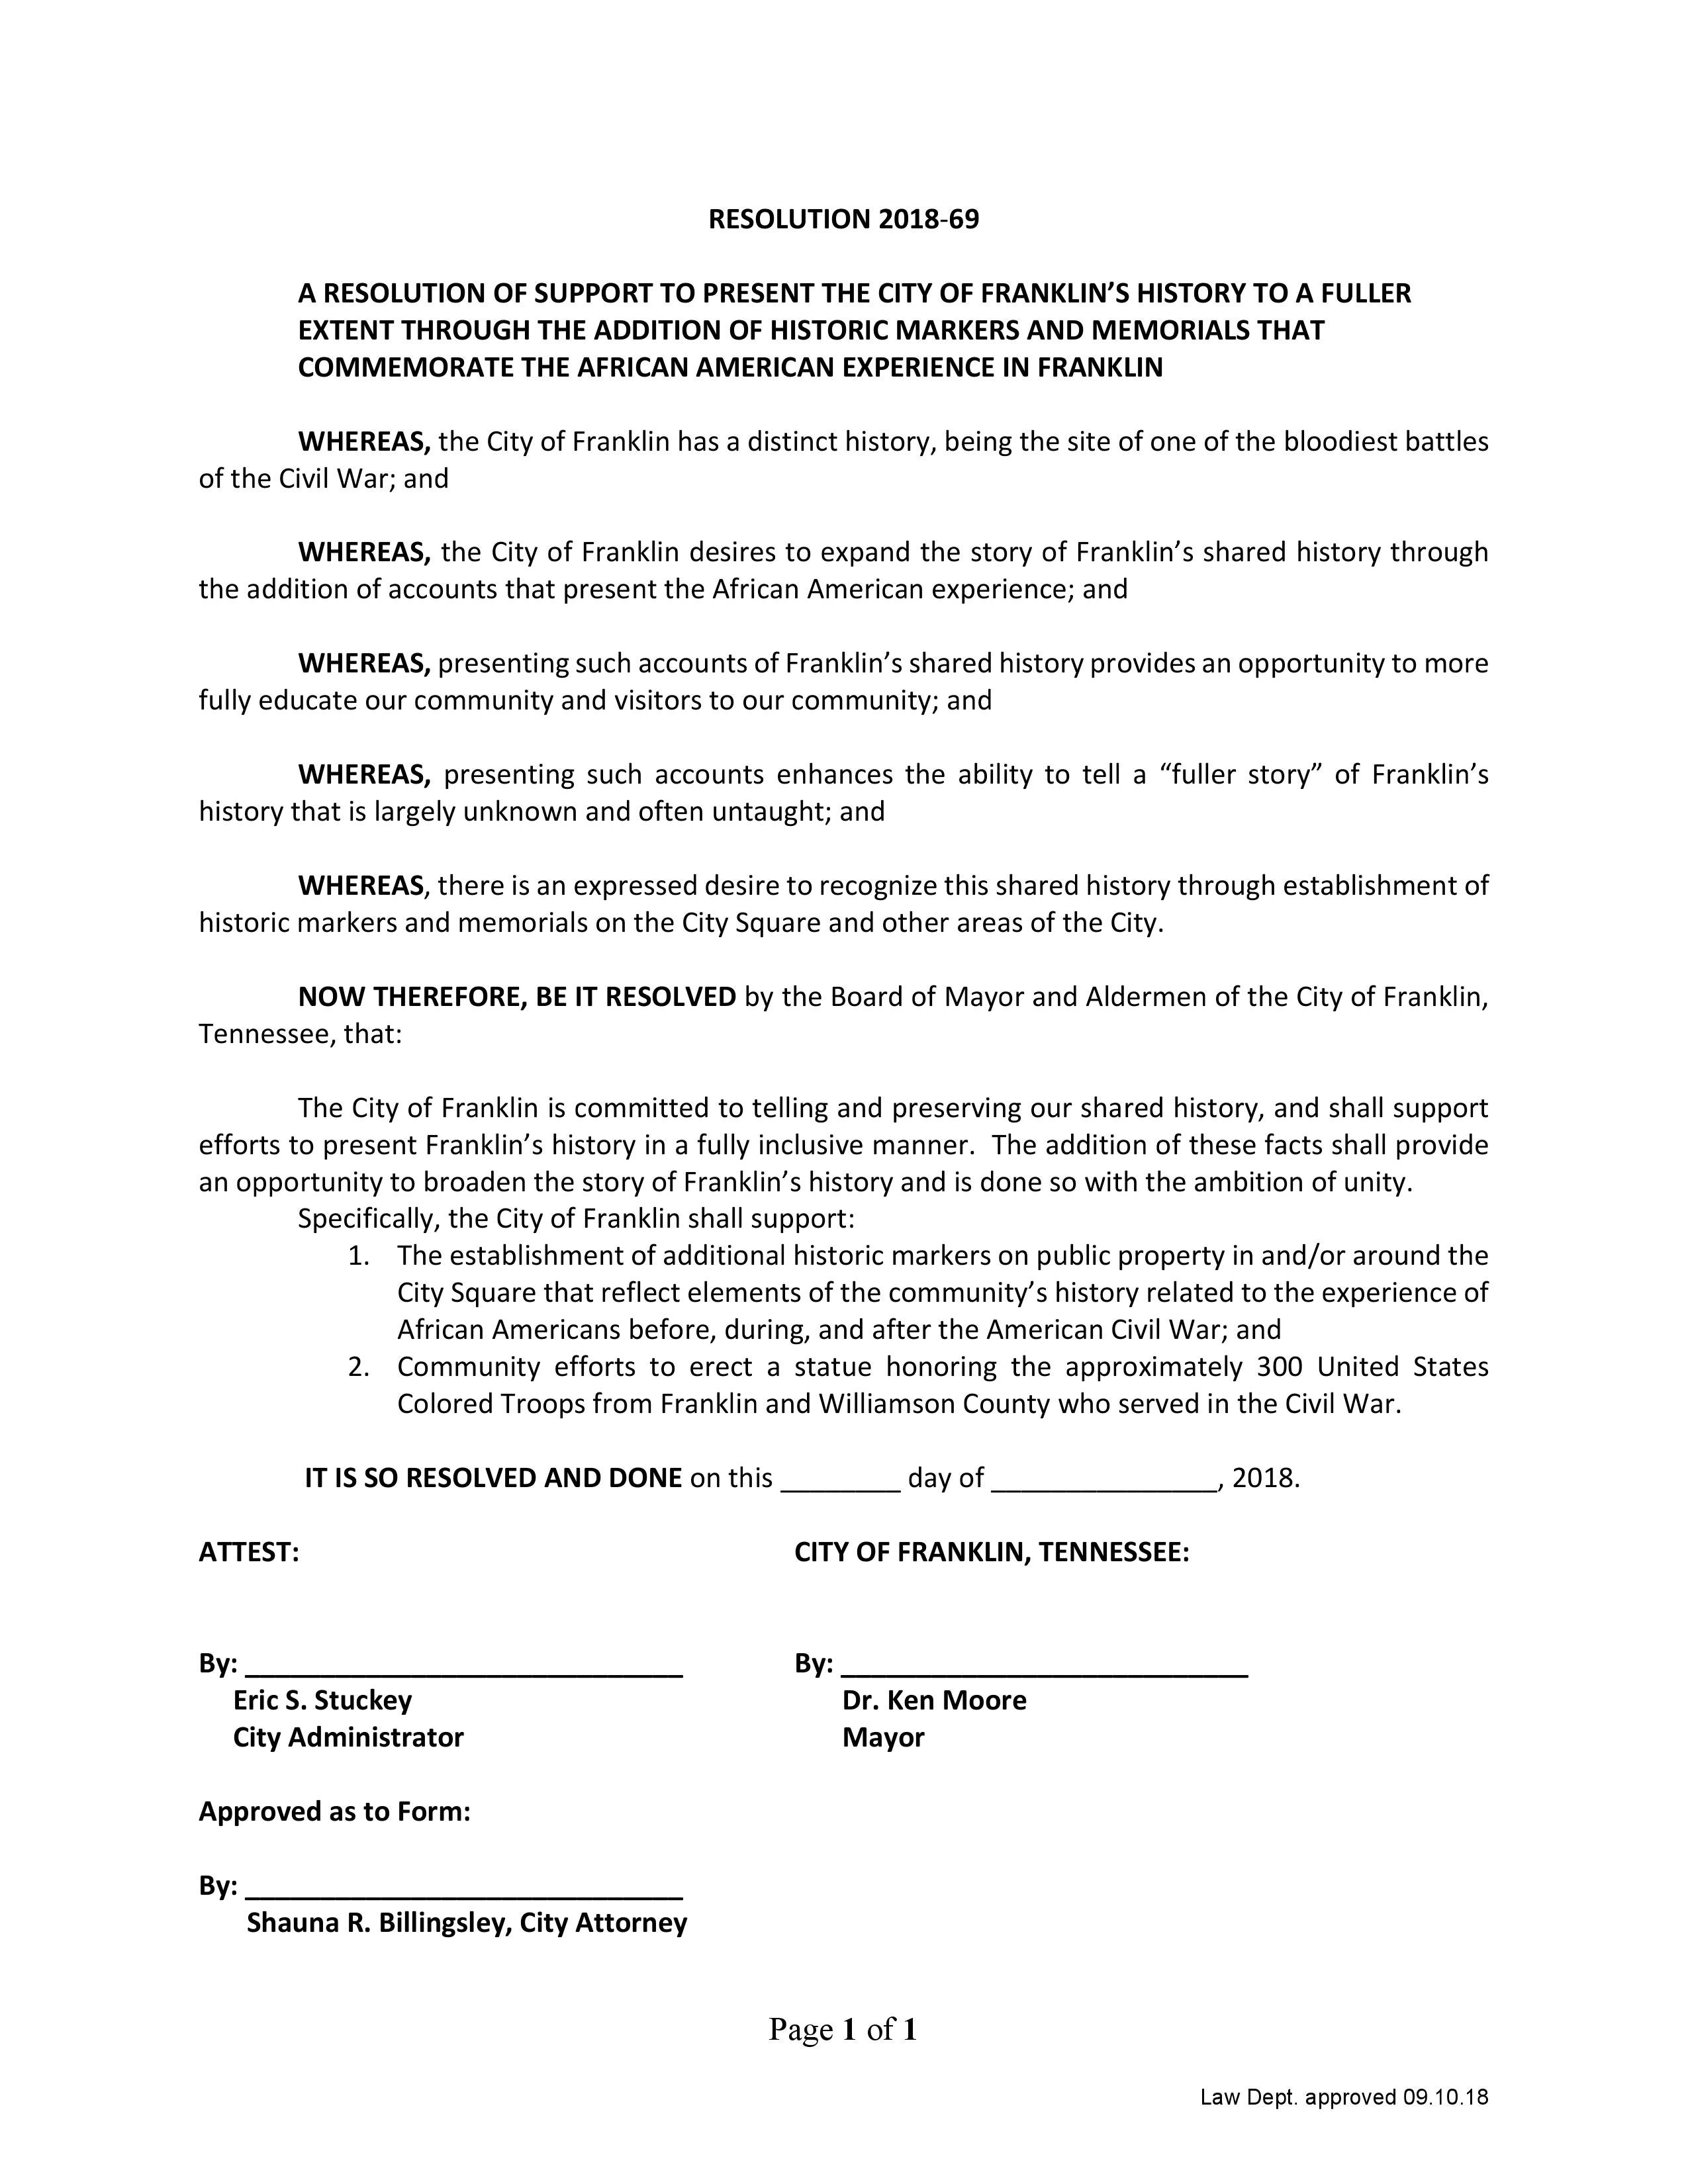 RESOLUTION 2018-69
A RESOLUTION OF SUPPORT TO PRESENT THE CITY OF FRANKLIN’S HISTORY TO A FULLER
EXTENT THROUGH THE ADDITION OF HISTORIC MARKERS AND MEMORIALS THAT
COMMEMORATE THE AFRICAN AMERICAN EXPERIENCE IN FRANKLIN
WHEREAS, the City of Franklin has a distinct history, being the site of one of the bloodiest battles
of the Civil War; and
WHEREAS, the City of Franklin desires to expand the story of Franklin’s shared history through
the addition of accounts that present the African American experience; and
WHEREAS, presenting such accounts of Franklin’s shared history provides an opportunity to more
fully educate our community and visitors to our community; and
WHEREAS, presenting such accounts enhances the ability to tell a “fuller story” of Franklin’s
history that is largely unknown and often untaught; and
WHEREAS, there is an expressed desire to recognize this shared history through establishment of
historic markers and memorials on the City Square and other areas of the City.
NOW THEREFORE, BE IT RESOLVED by the Board of Mayor and Aldermen of the City of Franklin,
Tennessee, that:
The City of Franklin is committed to telling and preserving our shared history, and shall support
efforts to present Franklin’s history in a fully inclusive manner.  The addition of these facts shall provide
an opportunity to broaden the story of Franklin’s history and is done so with the ambition of unity.
Specifically, the City of Franklin shall support:
1. The establishment of additional historic markers on public property in and/or around the
City Square that reflect elements of the community’s history related to the experience of
African Americans before, during, and after the American Civil War; and
2. Community efforts to erect a statue honoring the approximately 300 United States
Colored Troops from Franklin and Williamson County who served in the Civil War.
IT IS SO RESOLVED AND DONE on this ________ day of _______________, 2018.
ATTEST: CITY OF FRANKLIN, TENNESSEE:
By: _____________________________ By: ___________________________
Eric S. Stuckey Dr. Ken Moore
City Administrator Mayor
Approved as to Form:
By: _____________________________
Shauna R. Billingsley, City Attorney
Page 1 of 1
Law Dept. approved 09.10.18